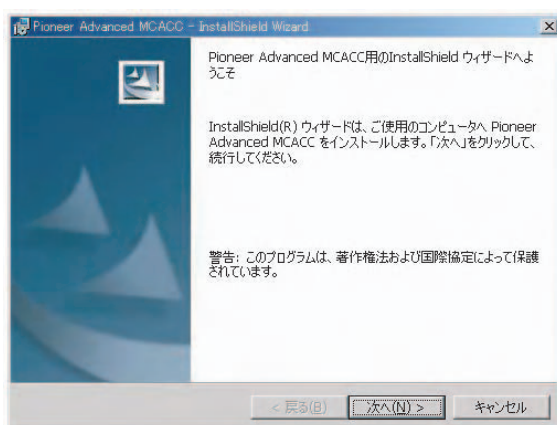 Pioneer Advanced MCACC - InstallShield Wizard
Pioneer Advanced MCACC用のInstallShield ウィザードへよ
うこそ
InstallShield(R) ウィザードは、ご使用のコンピュータへ Pioneer
Advanced MCACC をインストールします。「次へ」をクリックして、
続行してください。
警告: このプログラムは、著作権法および国際協定によって保護
されています。
< 戻る(B)
次へ(N) >
キャンセル